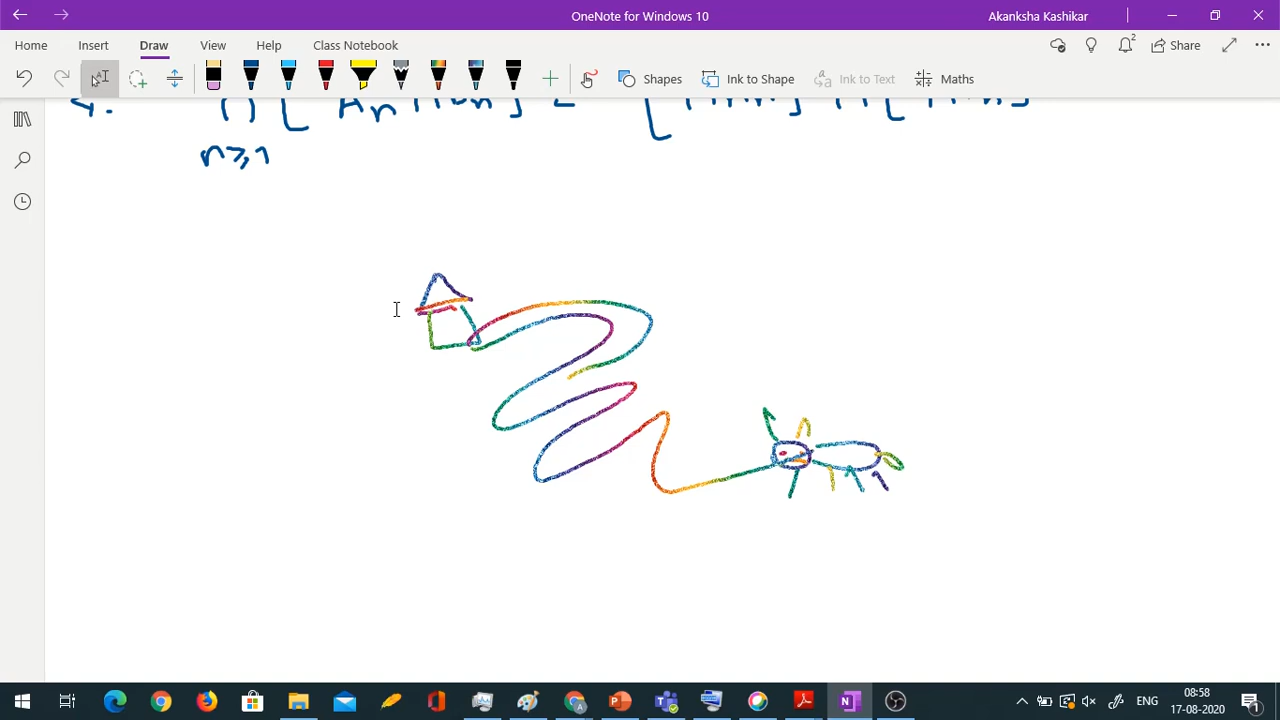 OneNote for Windows 10
Akanksha Kashikar
Home Insert Draw View Help Class Notebook
Share
Shapes Ink to Shape Ink to Text Maths
4.
n≥1
ENG
08:58
17-08-2020